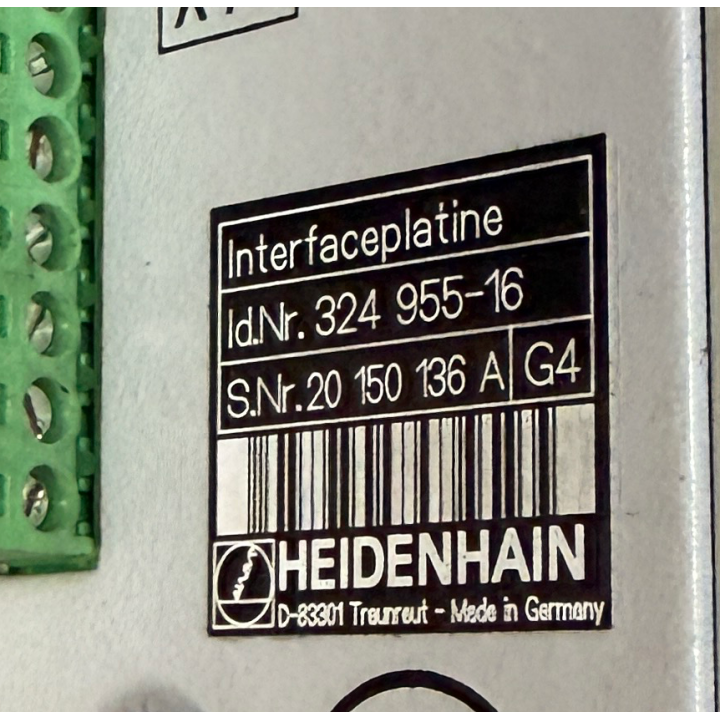 Interfaceplatine
Id.Nr. 324 955-16
S.Nr. 20 150 136 A G4
HEIDENHAIN
D-83301 Traunreut - Made in Germany